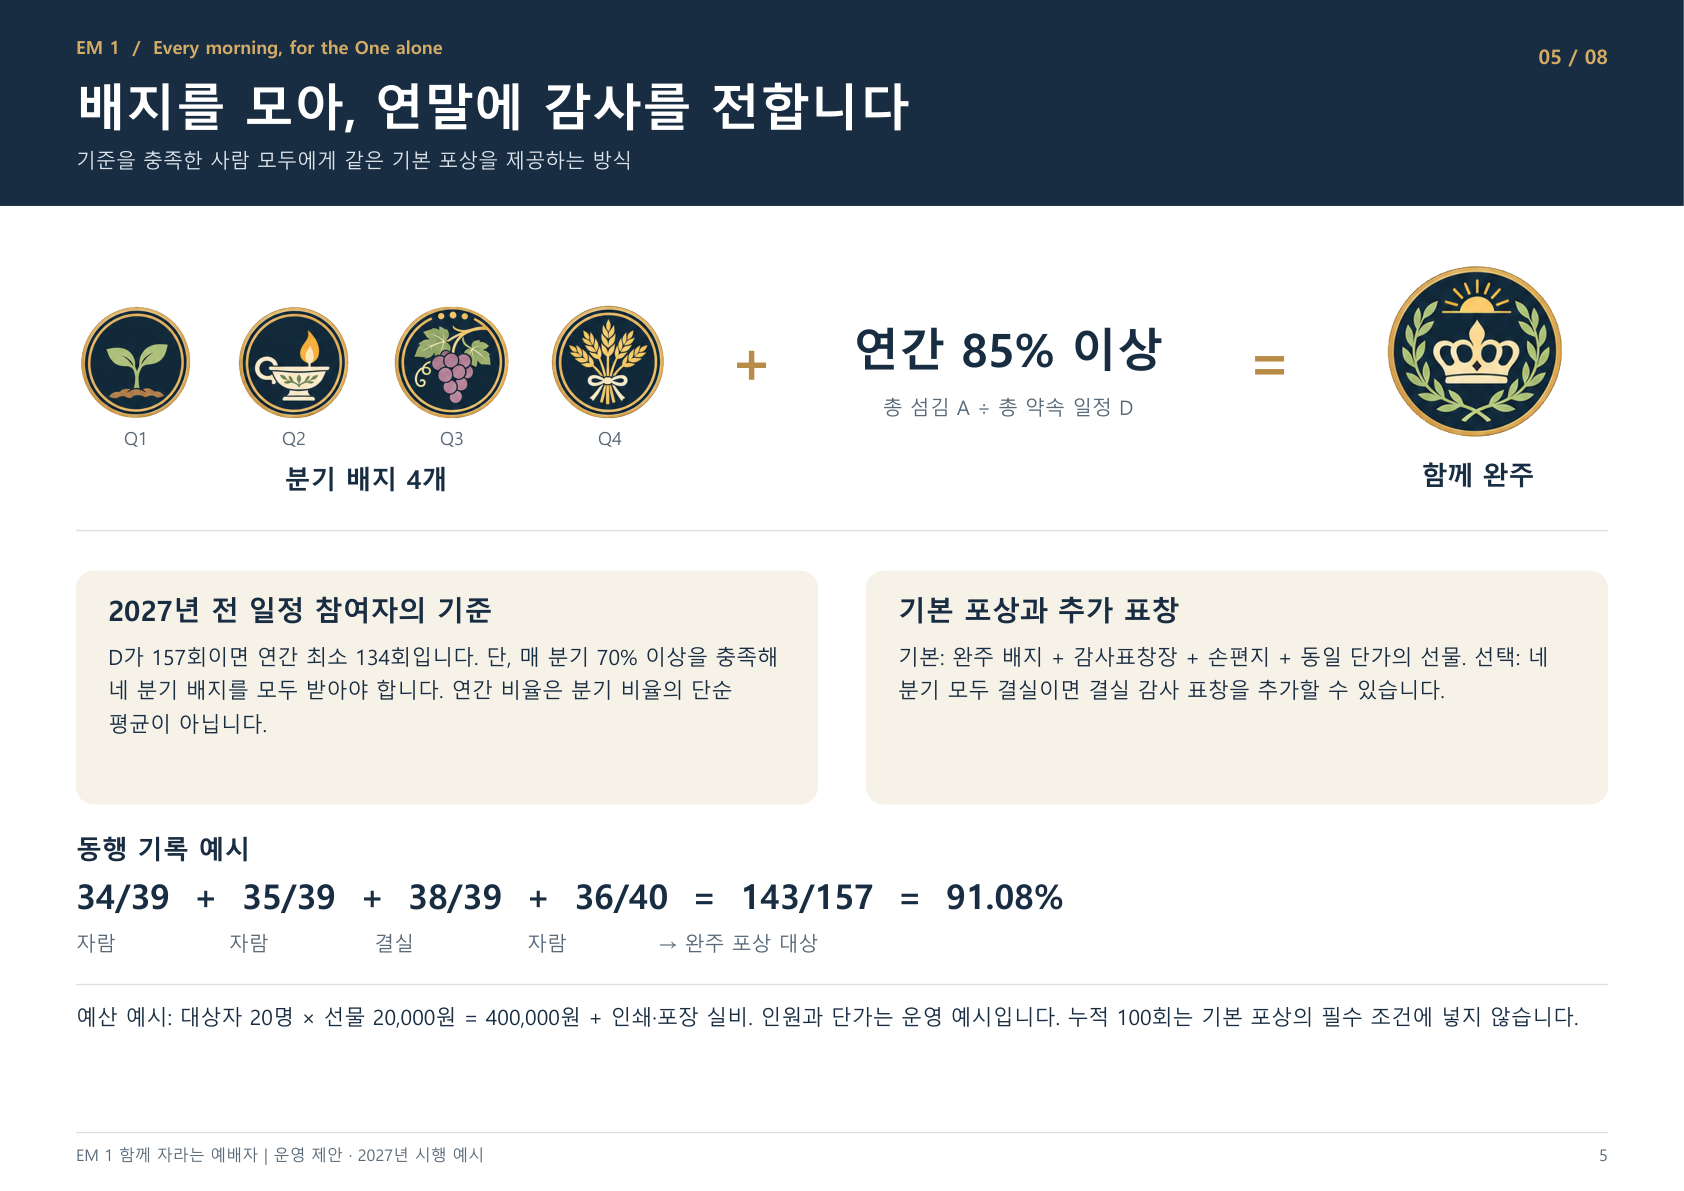 EM 1 / Every morning, for the One alone
05 / 08
배지를 모아, 연말에 감사를 전합니다
기준을 충족한 사람 모두에게 같은 기본 포상을 제공하는 방식
Q1
Q2
Q3
Q4
분기 배지 4개
+
연간 85% 이상
총 섬김 A ÷ 총 약속 일정 D
=
함께 완주
2027년 전 일정 참여자의 기준
D가 157회이면 연간 최소 134회입니다. 단, 매 분기 70% 이상을 충족해
네 분기 배지를 모두 받아야 합니다. 연간 비율은 분기 비율의 단순
평균이 아닙니다.
기본 포상과 추가 표창
기본: 완주 배지 + 감사표창장 + 손편지 + 동일 단가의 선물. 선택: 네
분기 모두 결실이면 결실 감사 표창을 추가할 수 있습니다.
동행 기록 예시
34/39 + 35/39 + 38/39 + 36/40 = 143/157 = 91.08%
자람 자람 결실 자람 → 완주 포상 대상
예산 예시: 대상자 20명 × 선물 20,000원 = 400,000원 + 인쇄·포장 실비. 인원과 단가는 운영 예시입니다. 누적 100회는 기본 포상의 필수 조건에 넣지 않습니다.
EM 1 함께 자라는 예배자 | 운영 제안 · 2027년 시행 예시
5